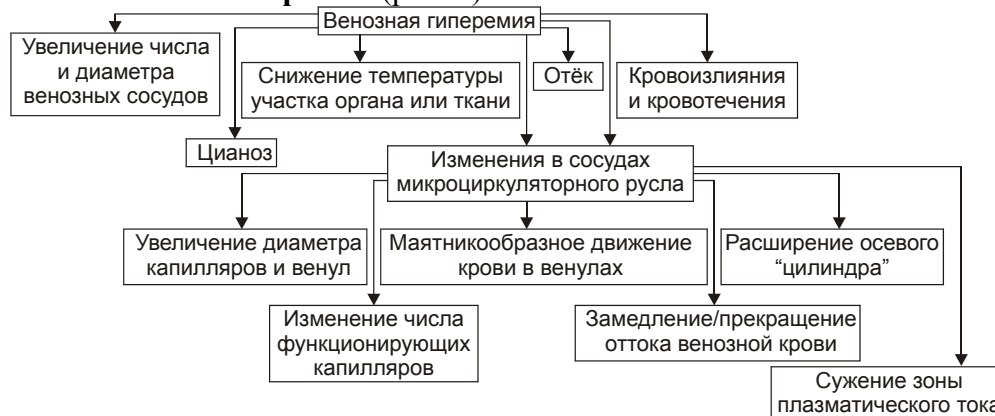 Венозная гиперемия
Увеличение числа
и диаметра
венозных сосудов
Снижение температуры
участка органа или ткани
Отёк
Кровоизлияния
и кровотечения
Цианоз
Изменения в сосудах
микроциркуляторного русла
Увеличение диаметра
капилляров и венул
Маятникообразное движение
крови в венулах
Расширение осевого
“цилиндра”
Изменение числа
функционирующих
капилляров
Замедление/прекращение
оттока венозной крови
Сужение зоны
плазматического тока